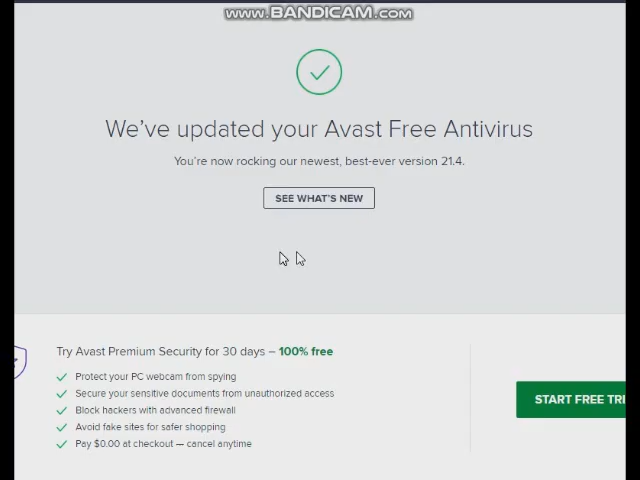 www.BANDICAM.com
We've updated your Avast Free Antivirus
You're now rocking our newest, best-ever version 21.4.
SEE WHAT'S NEW
Try Avast Premium Security for 30 days – 100% free
Protect your PC webcam from spying
Secure your sensitive documents from unauthorized access
Block hackers with advanced firewall
Avoid fake sites for safer shopping
Pay $0.00 at checkout — cancel anytime
START FREE TRI